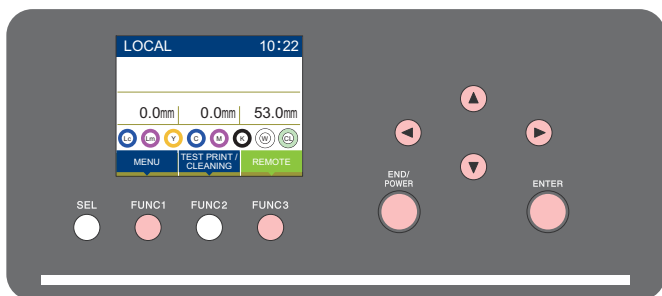 LOCAL 10:22
0.0mm 0.0mm 53.0mm
Lc Lm Y C M K W CL
MENU TEST PRINT / CLEANING REMOTE
SEL FUNC1 FUNC2 FUNC3
END/
POWER
ENTER